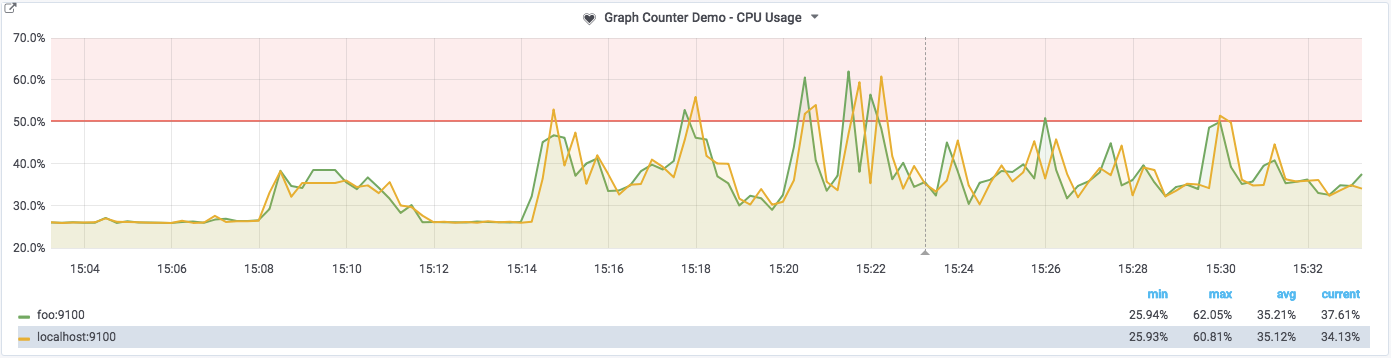 Graph Counter Demo - CPU Usage
70.0%
60.0%
50.0%
40.0%
30.0%
20.0%
15:04 15:06 15:08 15:10 15:12 15:14 15:16 15:18 15:20 15:22 15:24 15:26 15:28 15:30 15:32
min max avg current
foo:9100 25.94% 62.05% 35.21% 37.61%
localhost:9100 25.93% 60.81% 35.12% 34.13%